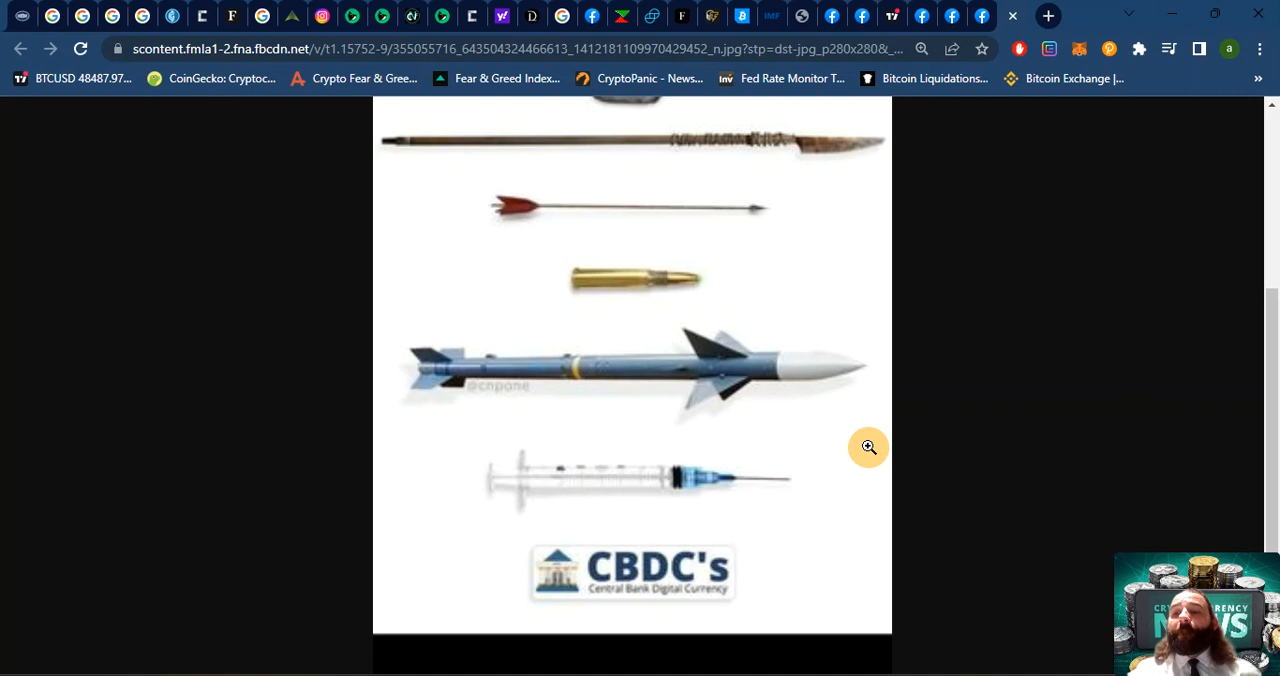 scontent.fmla1-2.fna.fbcdn.net/v/t1.15752-9/355055716_643504324466613_1412181109970429452_n.jpg?stp=dst-jpg_p280x280&_...
BTCUSD 48487.97... CoinGecko: Cryptoc... Crypto Fear & Gree... Fear & Greed Index... CryptoPanic - News... Fed Rate Monitor T... Bitcoin Liquidations... Bitcoin Exchange |... »
@cnpone
CBDC's
Central Bank Digital Currency
NEWS